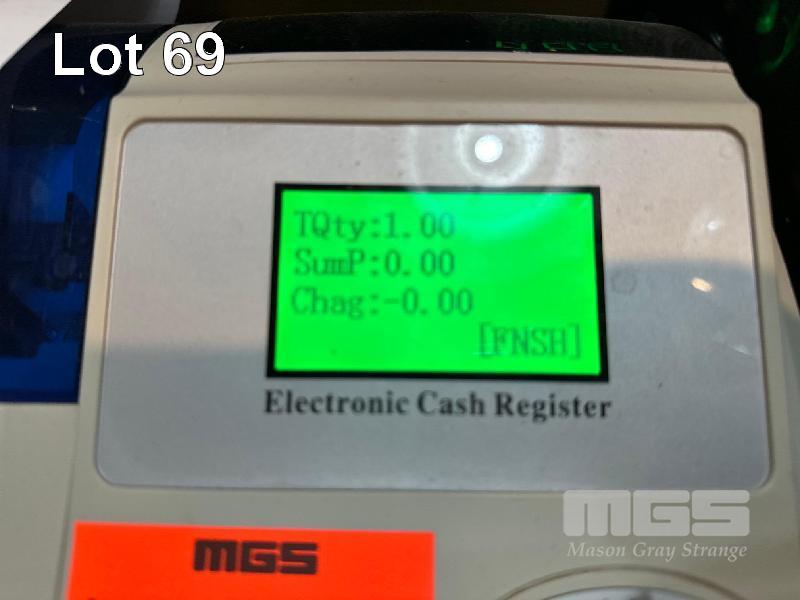 Lot 69
TQty:1.00
SumP:0.00
Chag:-0.00
[FNSH]
Electronic Cash Register
MGS
Mason Gray Strange
MGS